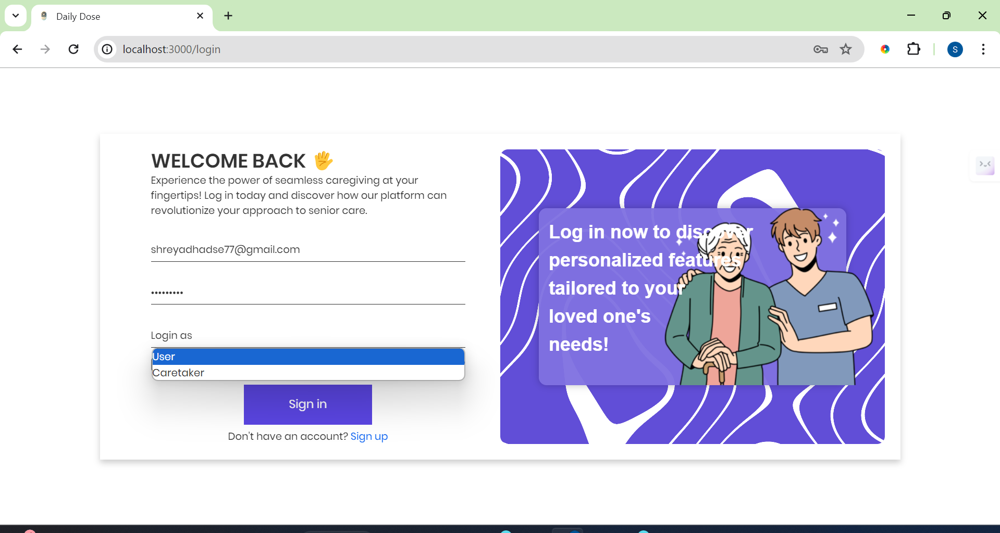 Daily Dose
localhost:3000/login
S
WELCOME BACK 🖐
Experience the power of seamless caregiving at your
fingertips! Log in today and discover how our platform can
revolutionize your approach to senior care.
shreyadhadse77@gmail.com
•••••••••
Login as
User
Caretaker
Sign in
Don't have an account? Sign up
Log in now to discover
personalized features
tailored to your
loved one's
needs!